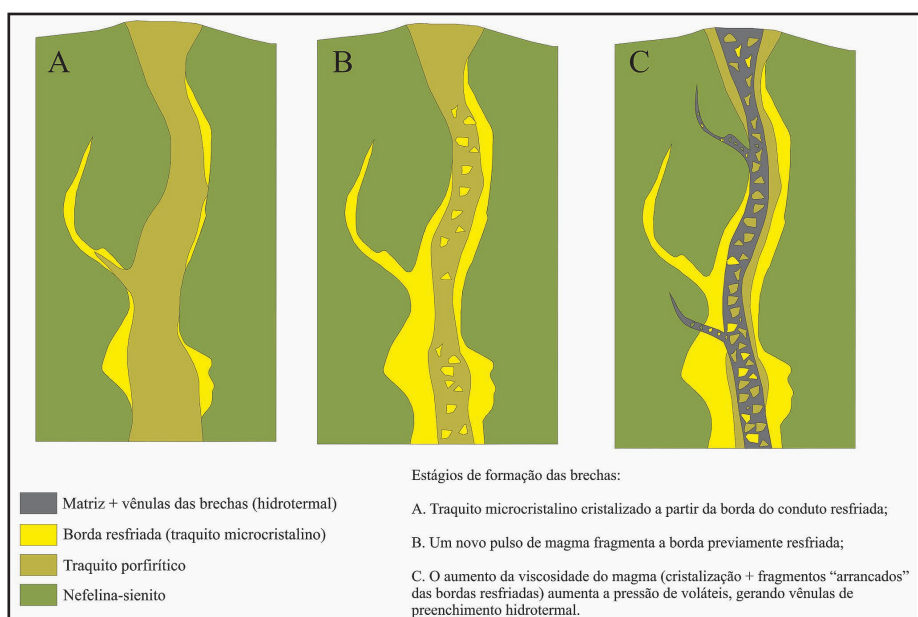 A
B
C
Matriz + vênulas das brechas (hidrotermal)
Borda resfriada (traquito microcristalino)
Traquito porfirítico
Nefelina-sienito
Estágios de formação das brechas:
A. Traquito microcristalino cristalizado a partir da borda do conduto resfriada;
B. Um novo pulso de magma fragmenta a borda previamente resfriada;
C. O aumento da viscosidade do magma (cristalização + fragmentos “arrancados”
das bordas resfriadas) aumenta a pressão de voláteis, gerando vênulas de
preenchimento hidrotermal.